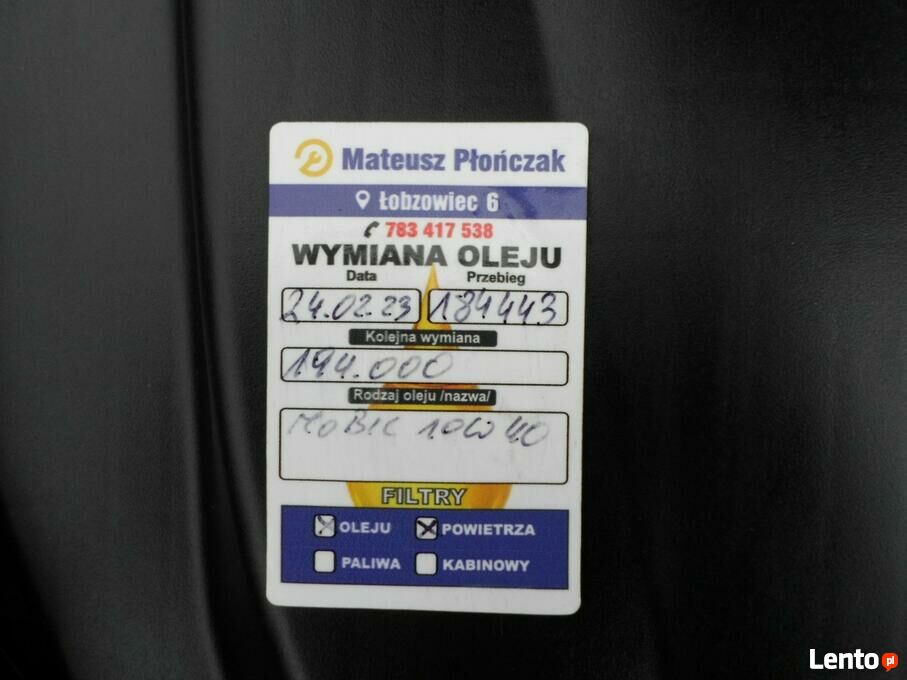 Mateusz Płończak
Łobzowiec 6
783 417 538
WYMIANA OLEJU
Data Przebieg
24.02.23 184443
Kolejna wymiana
194.000
Rodzaj oleju /nazwa/
MOBIL 10W40
FILTRY
OLEJU POWIETRZA
PALIWA KABINOWY
Lento pl